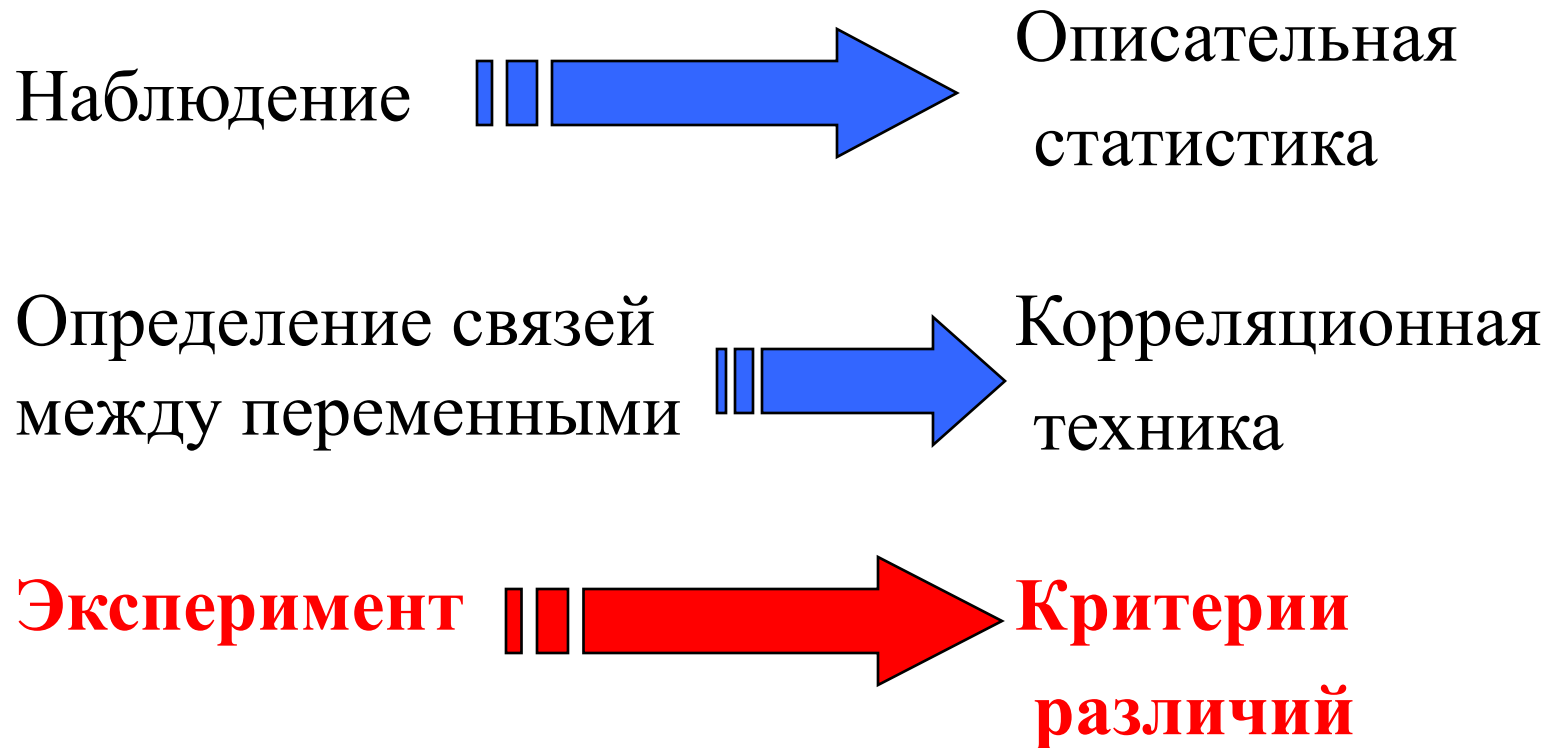 Наблюдение
Описательная
статистика
Определение связей
между переменными
Корреляционная
техника
Эксперимент
Критерии
различий